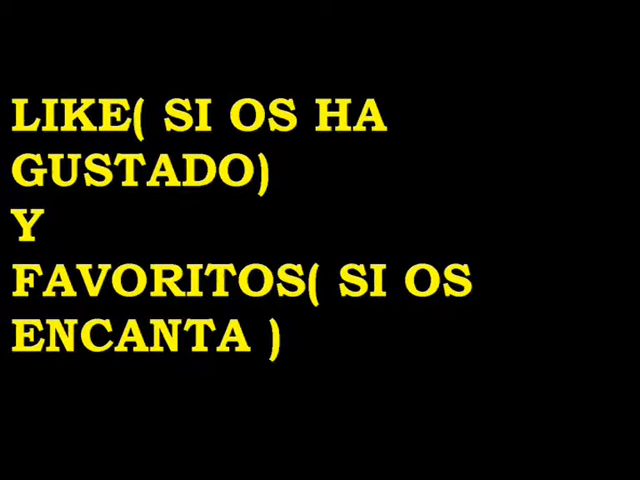 LIKE( SI OS HA
GUSTADO)
Y
FAVORITOS( SI OS
ENCANTA )